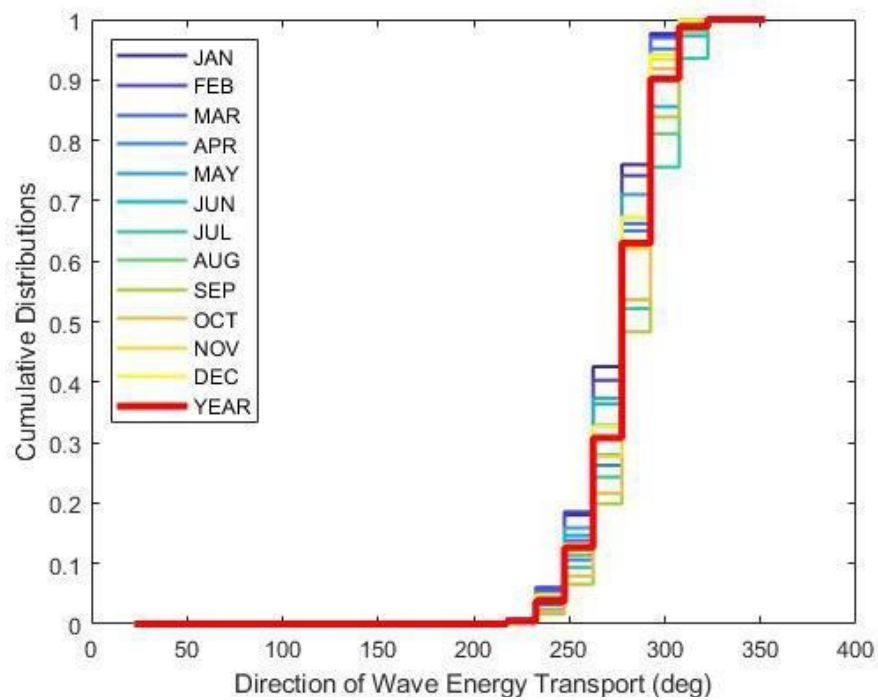 1
0.9
0.8
0.7
0.6
0.5
0.4
0.3
0.2
0.1
0
Cumulative Distributions
JAN
FEB
MAR
APR
MAY
JUN
JUL
AUG
SEP
OCT
NOV
DEC
YEAR
0 50 100 150 200 250 300 350 400
Direction of Wave Energy Transport (deg)